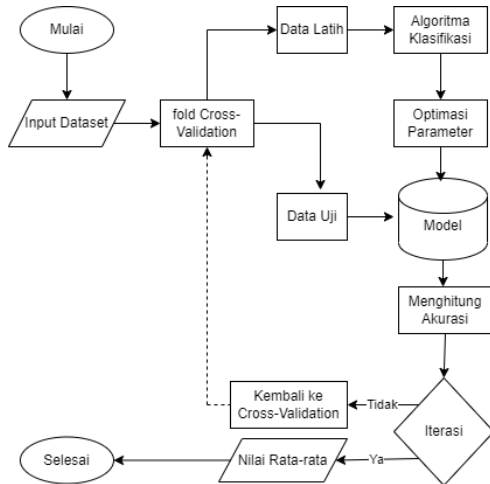 Mulai
Data Latih
Algoritma
Klasifikasi
Input Dataset
fold Cross-
Validation
Optimasi
Parameter
Data Uji
Model
Menghitung
Akurasi
Kembali ke
Cross-Validation
Tidak
Iterasi
Selesai
Nilai Rata-rata
Ya